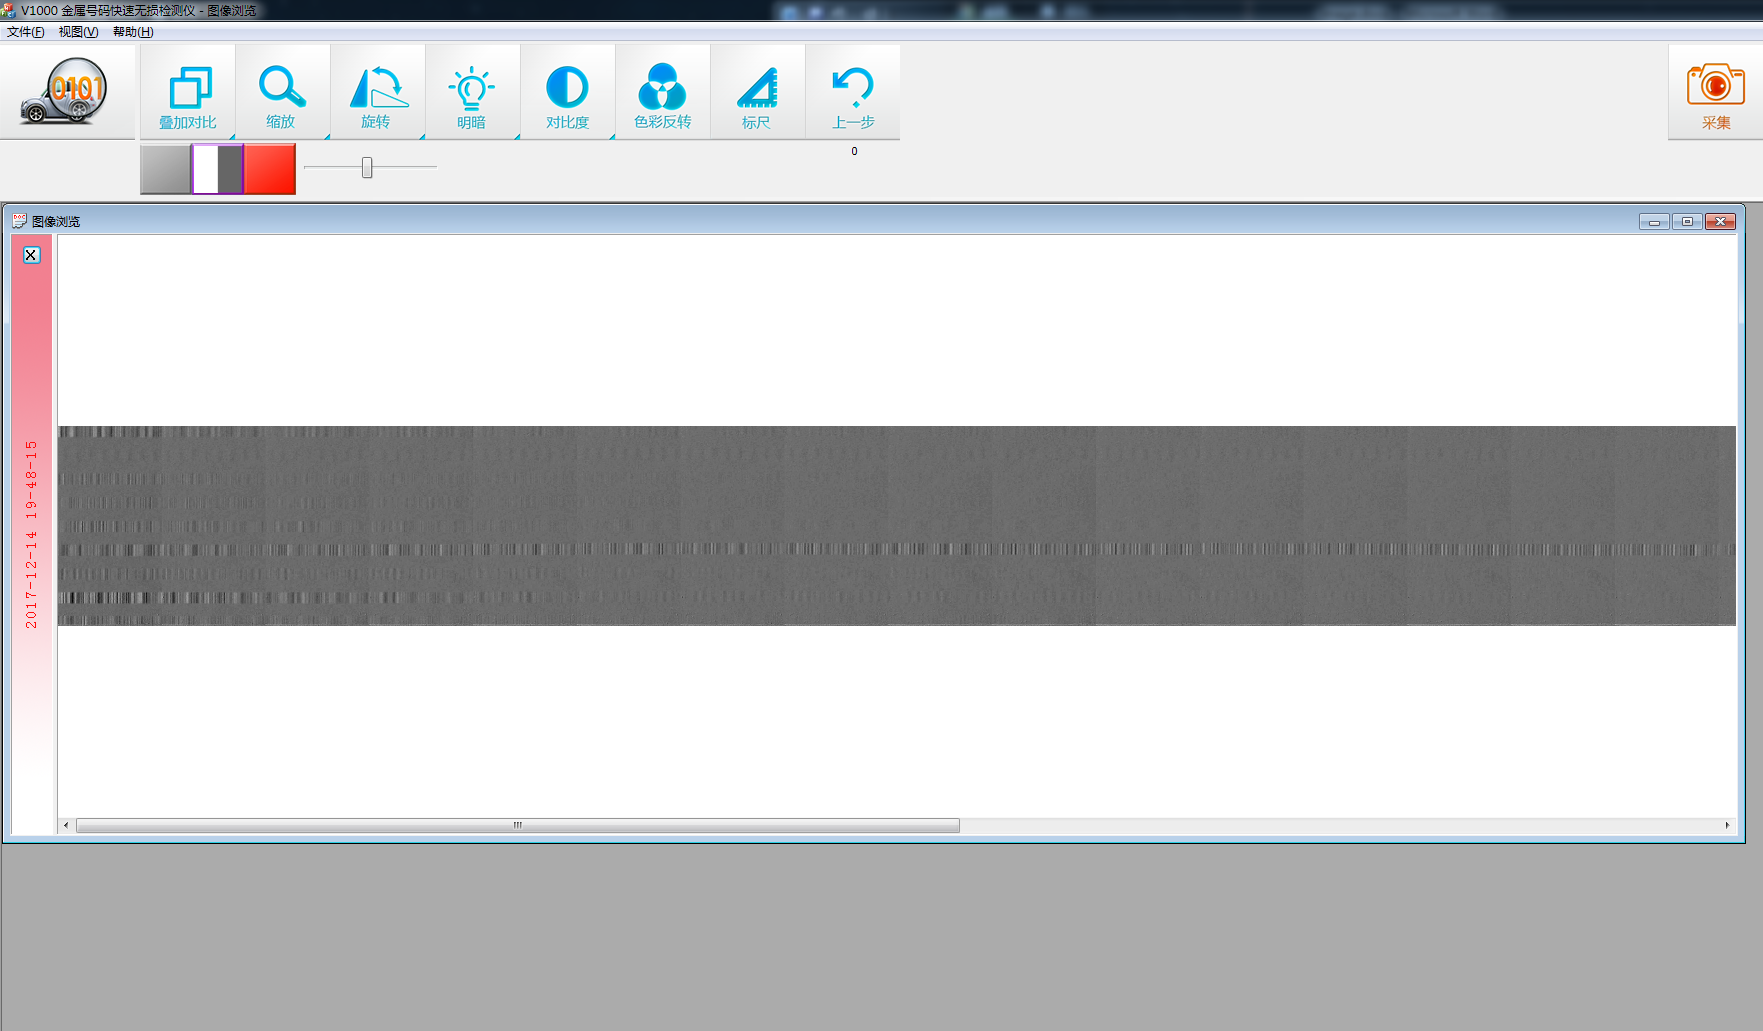 V1000 金属号码快速无损检测仪 - 图像浏览
文件(F) 视图(V) 帮助(H)
0101
叠加对比 缩放 旋转 明暗 对比度 色彩反转 标尺 上一步 采集
0
图像浏览
2017-12-14 19-48-15